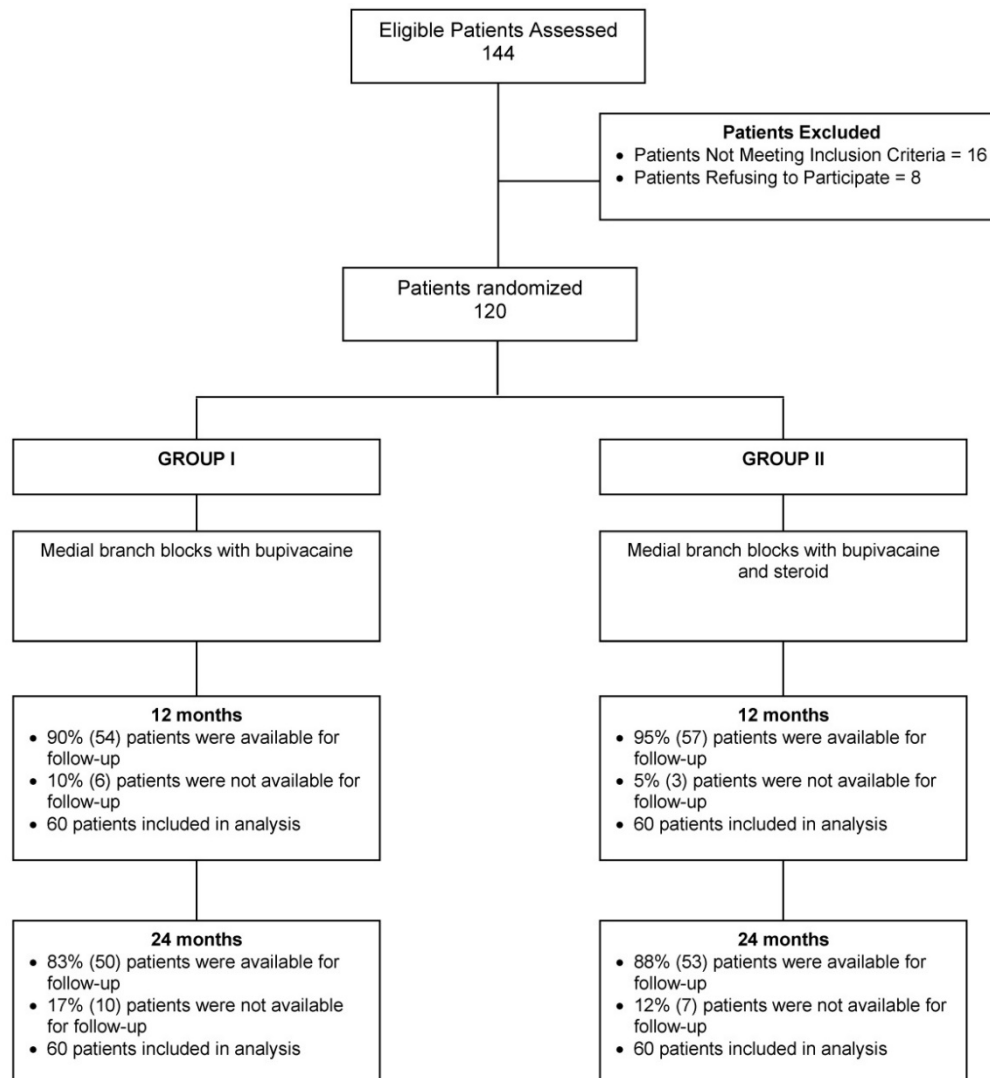 Eligible Patients Assessed
144
Patients Excluded
• Patients Not Meeting Inclusion Criteria = 16
• Patients Refusing to Participate = 8
Patients randomized
120
GROUP I
GROUP II
Medial branch blocks with bupivacaine
Medial branch blocks with bupivacaine
and steroid
12 months
• 90% (54) patients were available for
follow-up
• 10% (6) patients were not available for
follow-up
• 60 patients included in analysis
12 months
• 95% (57) patients were available for
follow-up
• 5% (3) patients were not available for
follow-up
• 60 patients included in analysis
24 months
• 83% (50) patients were available for
follow-up
• 17% (10) patients were not available
for follow-up
• 60 patients included in analysis
24 months
• 88% (53) patients were available for
follow-up
• 12% (7) patients were not available for
follow-up
• 60 patients included in analysis